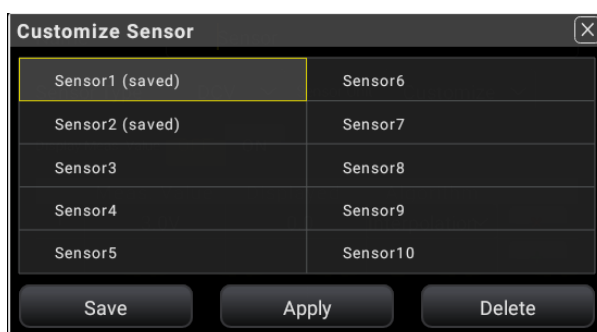 Customize Sensor
Sensor1 (saved) Sensor6
Sensor2 (saved) Sensor7
Sensor3 Sensor8
Sensor4 Sensor9
Sensor5 Sensor10
Save Apply Delete